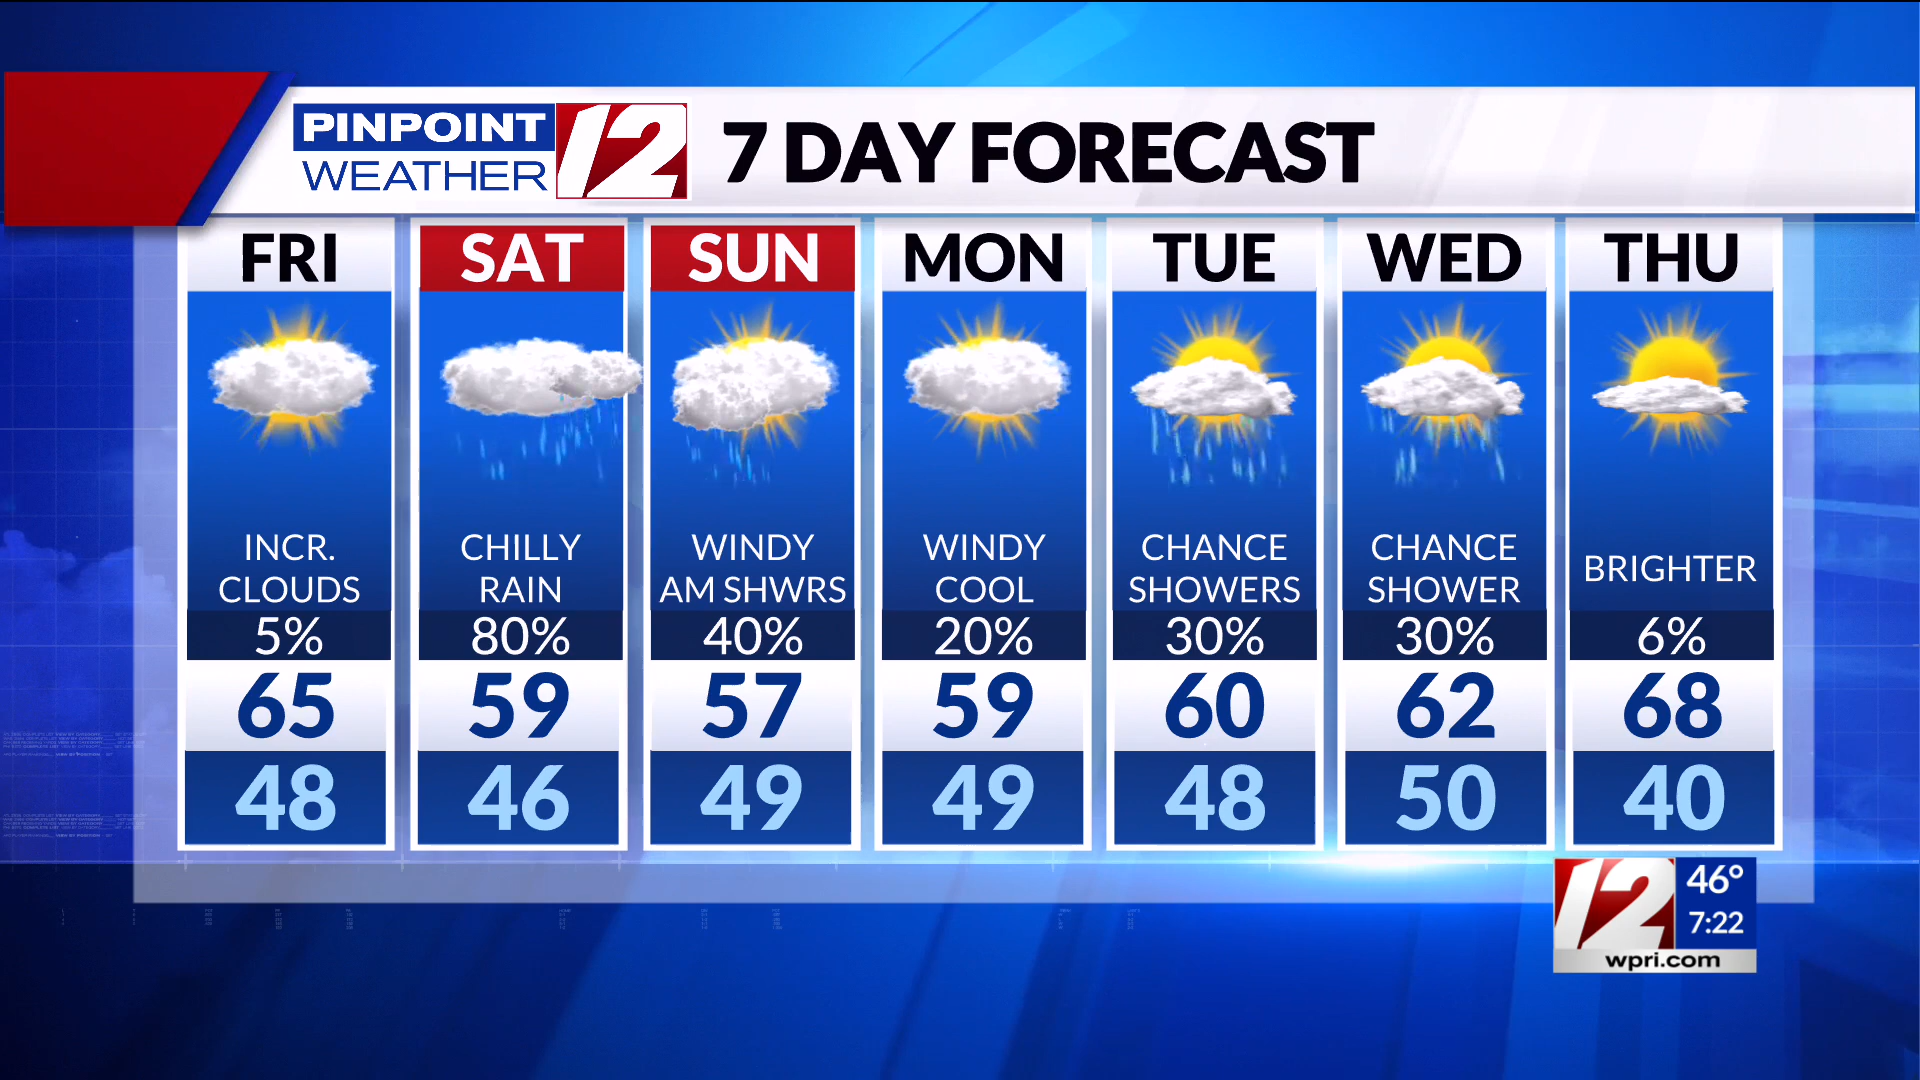 PINPOINT
WEATHER 12
7 DAY FORECAST
FRI
INCR.
CLOUDS
5%
65
48
SAT
CHILLY
RAIN
80%
59
46
SUN
WINDY
AM SHWRS
40%
57
49
MON
WINDY
COOL
20%
59
49
TUE
CHANCE
SHOWERS
30%
60
48
WED
CHANCE
SHOWER
30%
62
50
THU
BRIGHTER
6%
68
40
12
46°
7:22
wpri.com